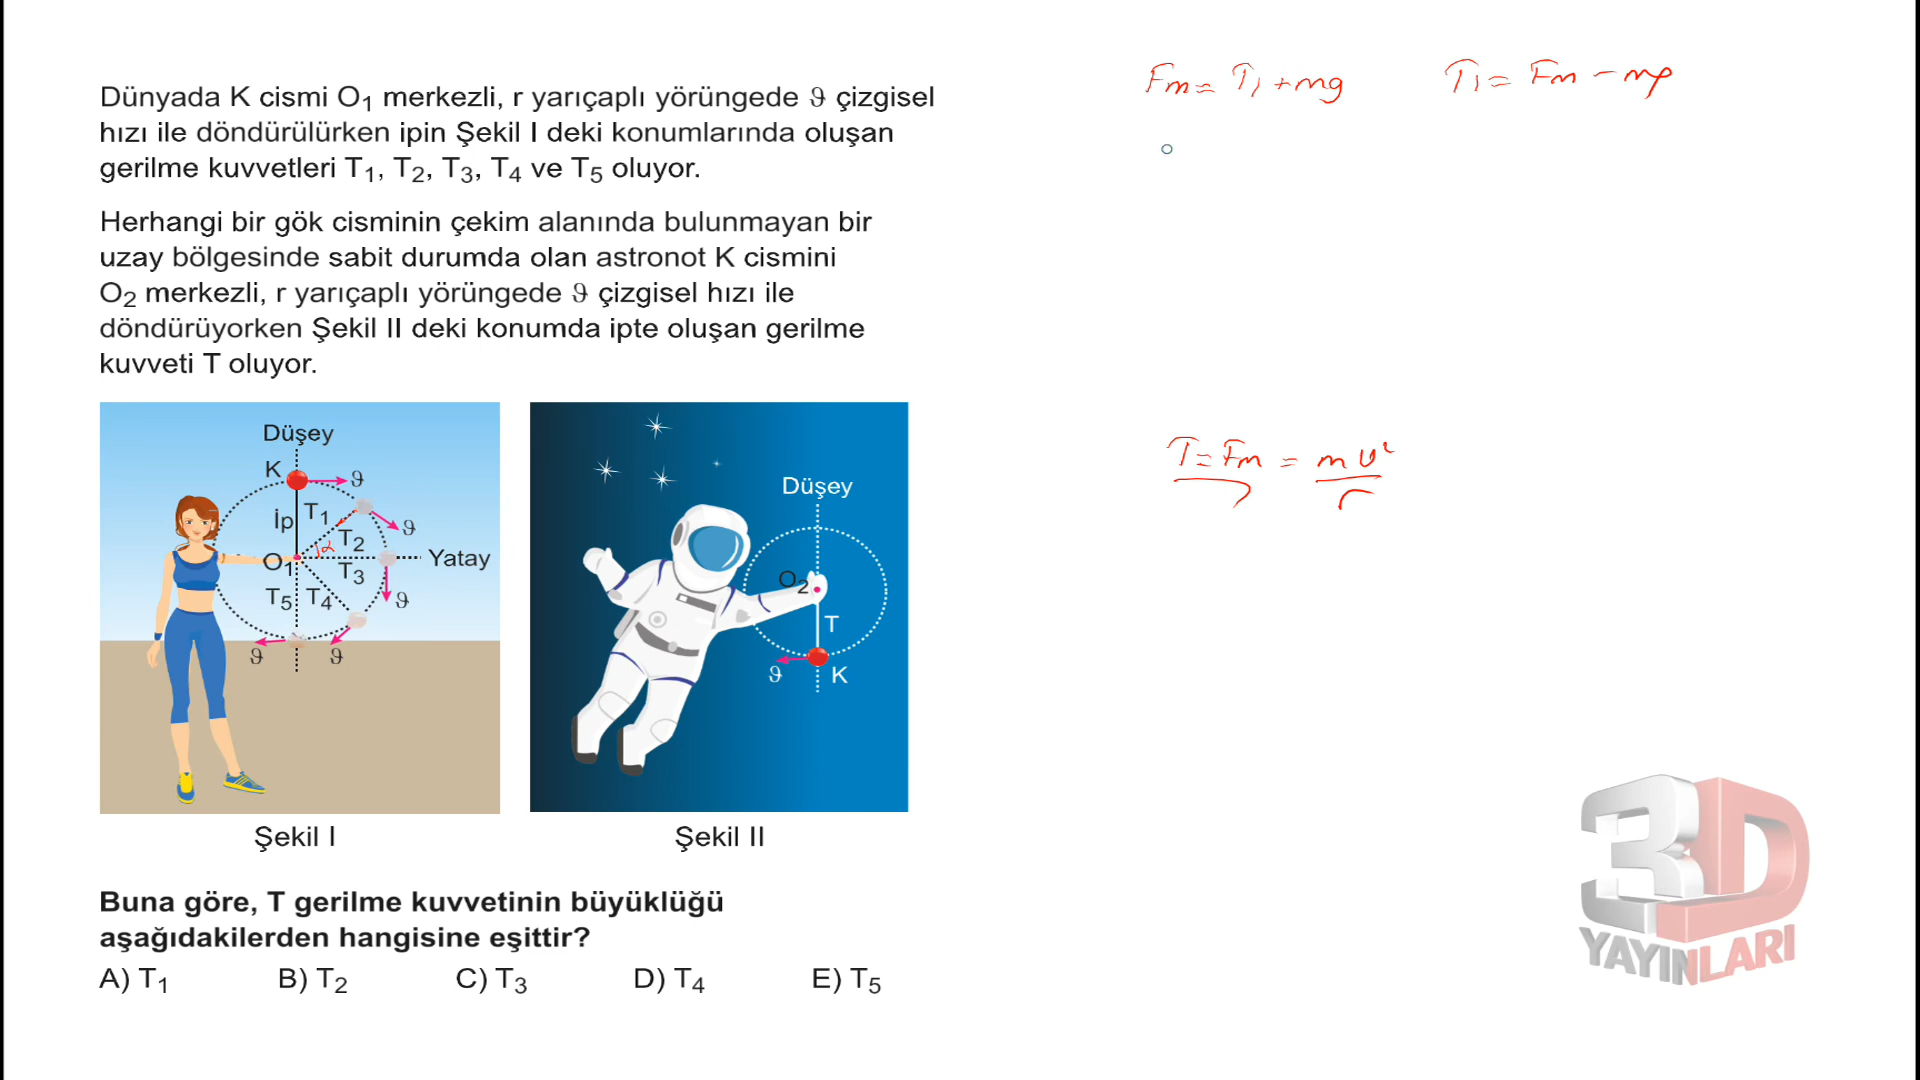 Dünyada K cismi O₁ merkezli, r yarıçaplı yörüngede ϑ çizgisel
hızı ile döndürülürken ipin Şekil I deki konumlarında oluşan
gerilme kuvvetleri T₁, T₂, T₃, T₄ ve T₅ oluyor.
Herhangi bir gök cisminin çekim alanında bulunmayan bir
uzay bölgesinde sabit durumda olan astronot K cismini
O₂ merkezli, r yarıçaplı yörüngede ϑ çizgisel hızı ile
döndürüyorken Şekil II deki konumda ipte oluşan gerilme
kuvveti T oluyor.
Düşey
K
ϑ
İp
T₁
ϑ
T₂
α
O₁
Yatay
T₃
T₅
T₄
ϑ
ϑ
ϑ
Şekil I
Düşey
O₂
T
ϑ
K
Şekil II
Buna göre, T gerilme kuvvetinin büyüklüğü
aşağıdakilerden hangisine eşittir?
A) T₁ B) T₂ C) T₃ D) T₄ E) T₅
Fm = T₁ + mg
T₁ = Fm - mg
T = Fm = mυ²
r
3D
YAYINLARI